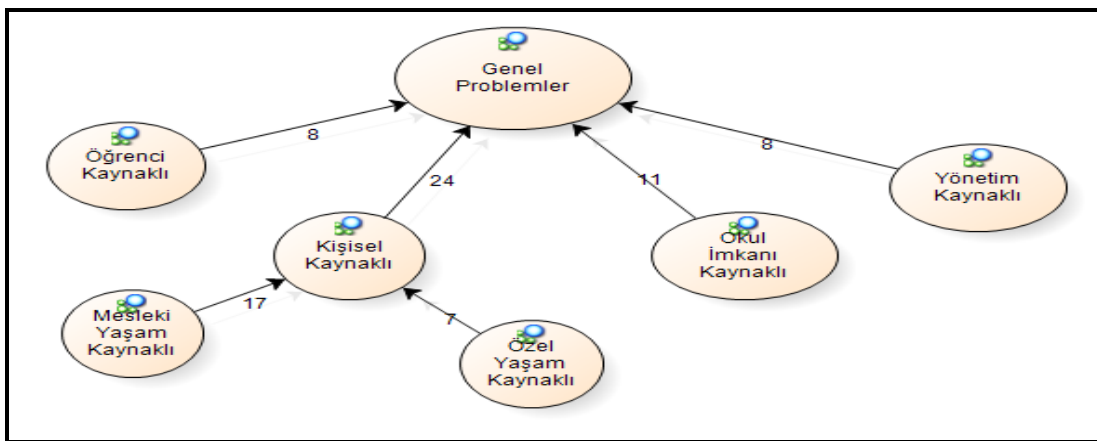 Genel
Problemler
8
8
Öğrenci
Kaynaklı
Yönetim
Kaynaklı
24
11
Kişisel
Kaynaklı
Okul
İmkanı
Kaynaklı
17
7
Mesleki
Yaşam
Kaynaklı
Özel
Yaşam
Kaynaklı